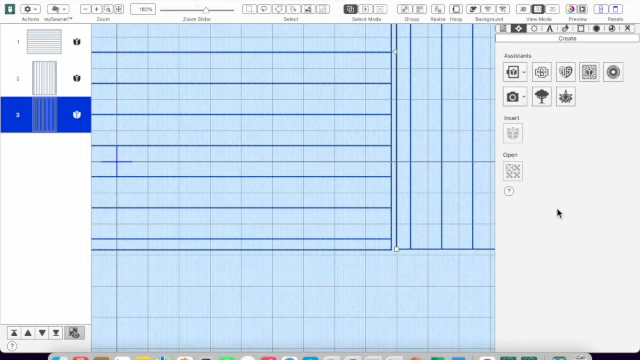 182%
Actions mySewnet™ Zoom Zoom Slider Select Select Mode Group Resize Hoop Background View Mode Preview Panels
Create
1
2
3
Assistants
Insert
Open
?
?